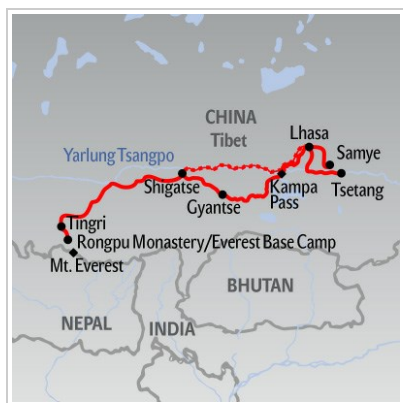 CHINA
Tibet
Lhasa
Samye
Yarlung Tsangpo
Shigatse
Kampa
Pass
Tsetang
Gyantse
Tingri
Rongpu Monastery/Everest Base Camp
Mt. Everest
BHUTAN
NEPAL
INDIA